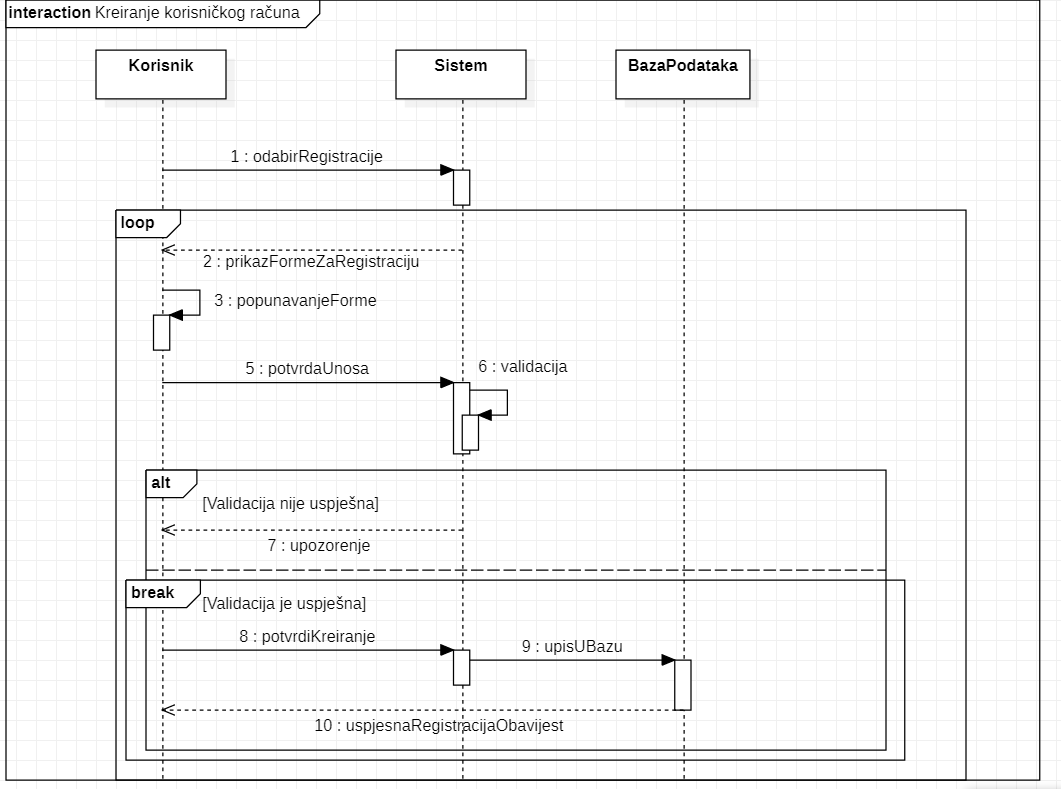 interaction Kreiranje korisničkog računa
Korisnik
Sistem
BazaPodataka
1 : odabirRegistracije
loop
2 : prikazFormeZaRegistraciju
3 : popunavanjeForme
5 : potvrdaUnosa
6 : validacija
alt
[Validacija nije uspješna]
7 : upozorenje
break
[Validacija je uspješna]
8 : potvrdiKreiranje
9 : upisUBazu
10 : uspjesnaRegistracijaObavijest